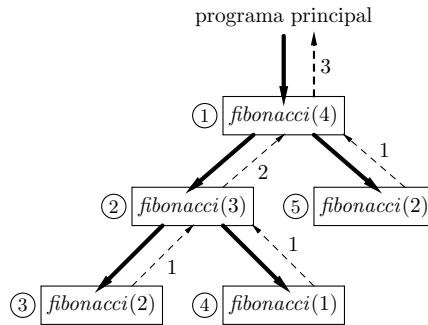 programa principal
3
① fibonacci(4)
2
1
② fibonacci(3)
⑤ fibonacci(2)
1
1
③ fibonacci(2)
④ fibonacci(1)